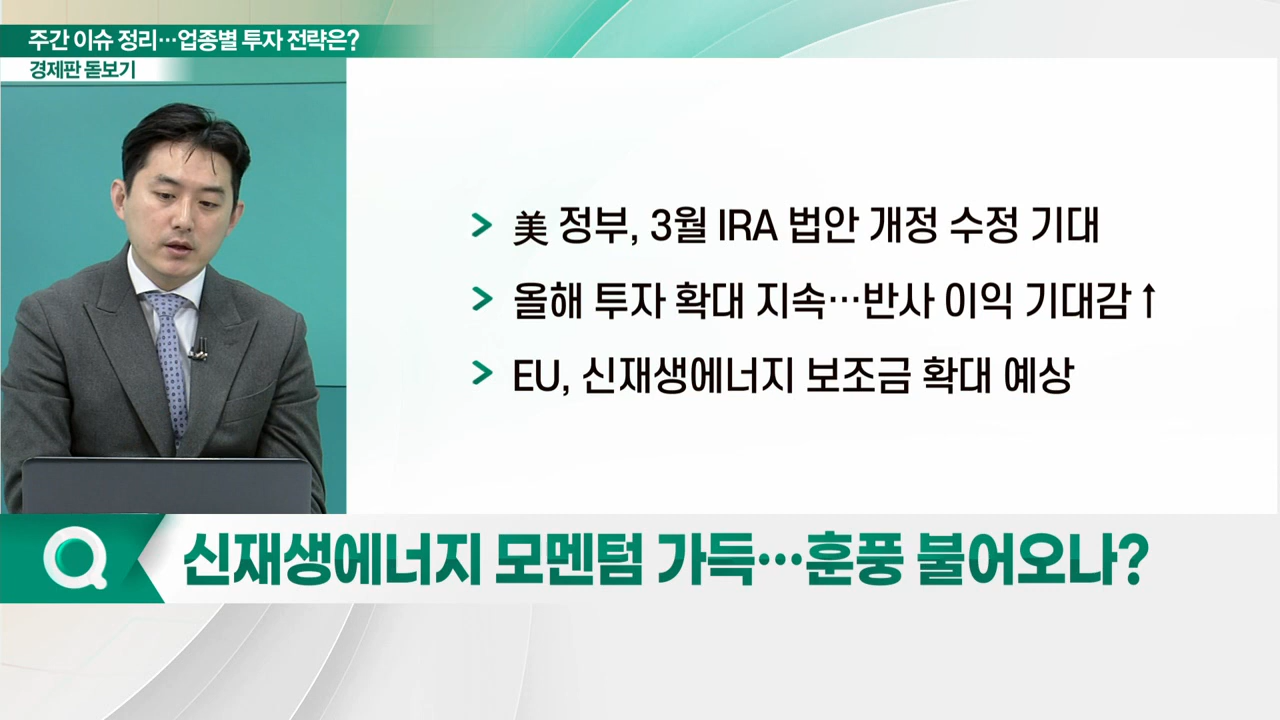 주간 이슈 정리…업종별 투자 전략은?
경제판 돋보기
> 美 정부, 3월 IRA 법안 개정 수정 기대
> 올해 투자 확대 지속…반사 이익 기대감↑
> EU, 신재생에너지 보조금 확대 예상
Q 신재생에너지 모멘텀 가득…훈풍 불어오나?